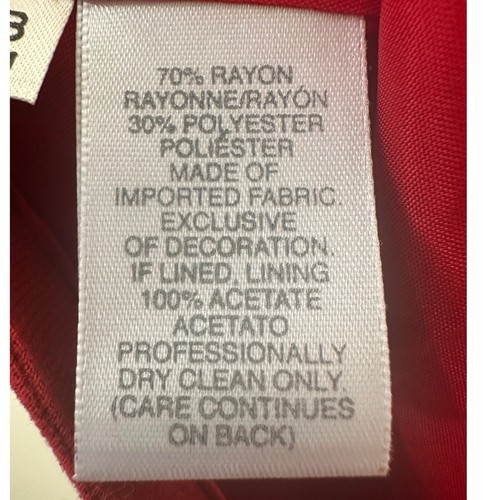 70% RAYON
RAYONNE/RAYÓN
30% POLYESTER
POLIÉSTER
MADE OF
IMPORTED FABRIC.
EXCLUSIVE
OF DECORATION.
IF LINED, LINING
100% ACETATE
ACETATO
PROFESSIONALLY
DRY CLEAN ONLY.
(CARE CONTINUES
ON BACK)